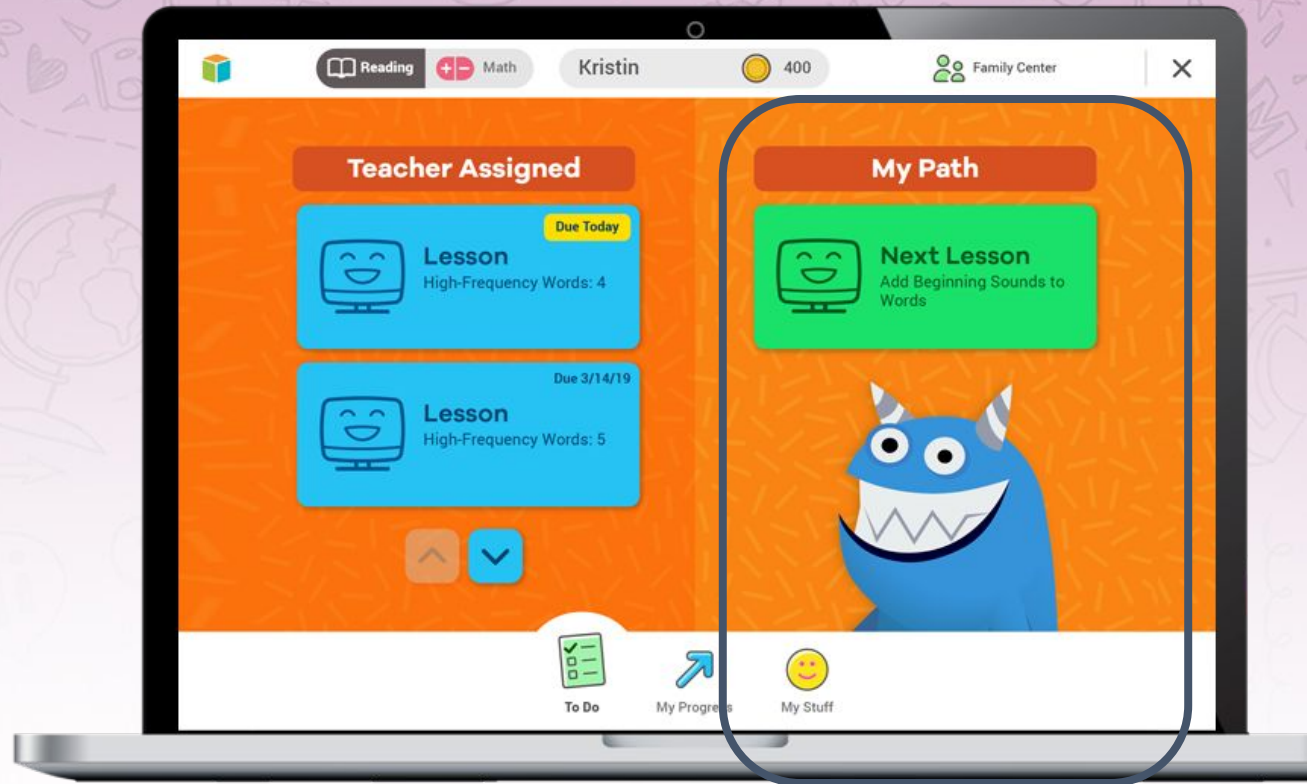 Reading
Math
Kristin
400
Family Center
Teacher Assigned
Due Today
Lesson
High-Frequency Words: 4
Due 3/14/19
Lesson
High-Frequency Words: 5
My Path
Next Lesson
Add Beginning Sounds to
Words
To Do
My Progress
My Stuff